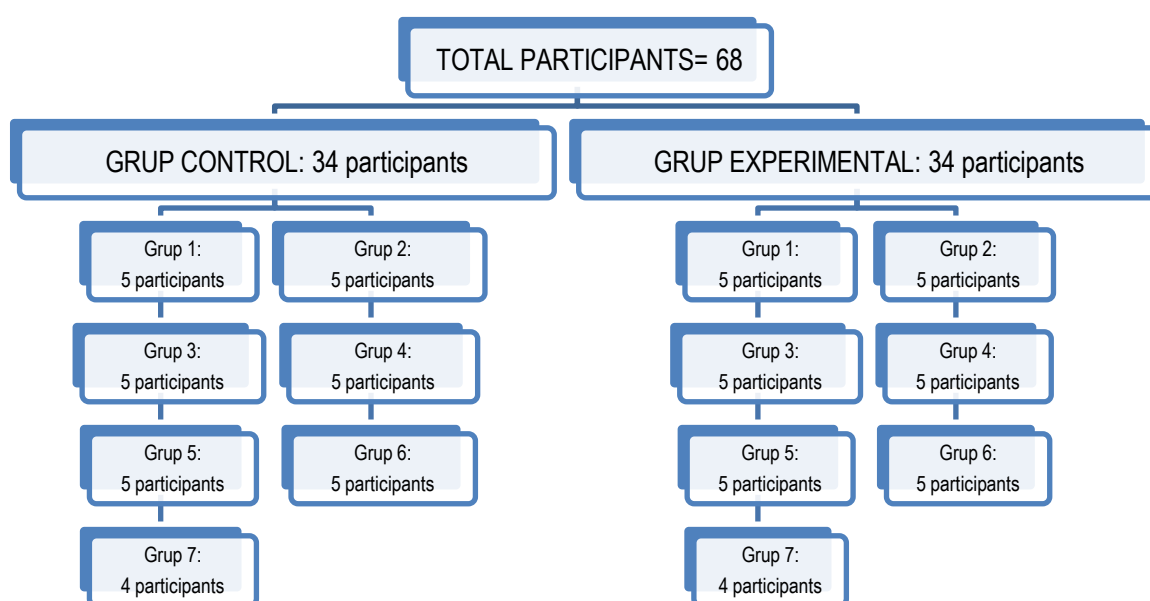 TOTAL PARTICIPANTS= 68
GRUP CONTROL: 34 participants
GRUP EXPERIMENTAL: 34 participants
Grup 1:
5 participants
Grup 2:
5 participants
Grup 3:
5 participants
Grup 4:
5 participants
Grup 5:
5 participants
Grup 6:
5 participants
Grup 7:
4 participants
Grup 1:
5 participants
Grup 2:
5 participants
Grup 3:
5 participants
Grup 4:
5 participants
Grup 5:
5 participants
Grup 6:
5 participants
Grup 7:
4 participants